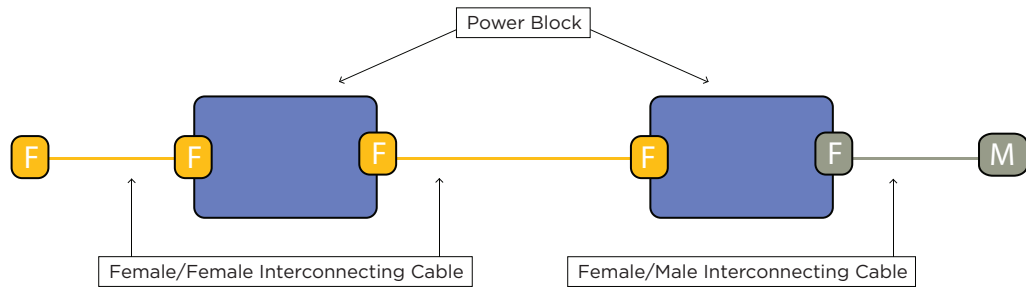 Power Block
F
F
F
F
F
M
Female/Female Interconnecting Cable
Female/Male Interconnecting Cable